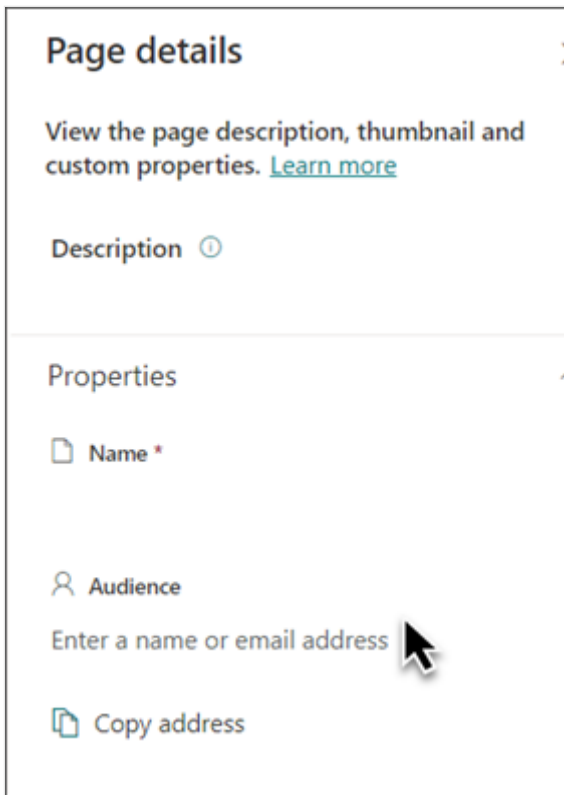 Page details
View the page description, thumbnail and
custom properties. Learn more
Description
Properties
Name *
Audience
Enter a name or email address
Copy address